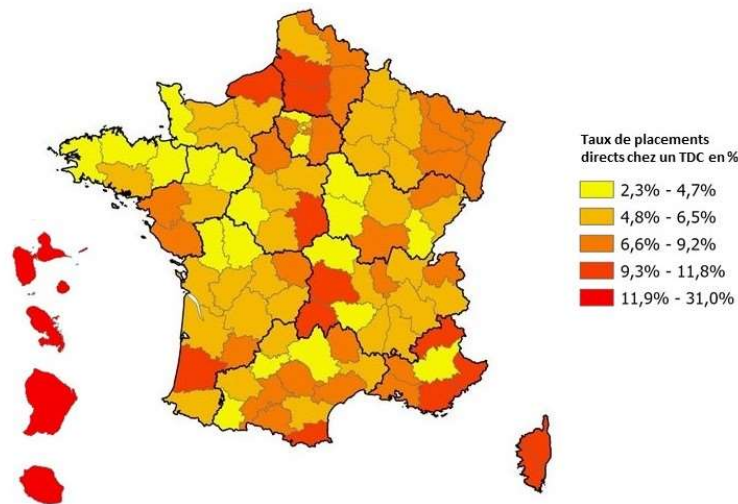 Taux de placements
directs chez un TDC en %
2,3% - 4,7%
4,8% - 6,5%
6,6% - 9,2%
9,3% - 11,8%
11,9% - 31,0%